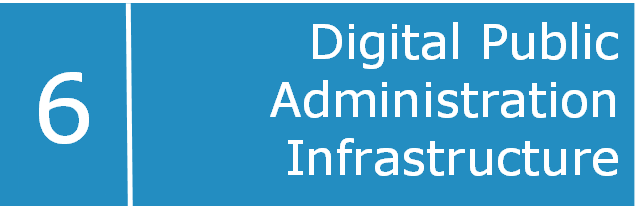 6
Digital Public
Administration
Infrastructure